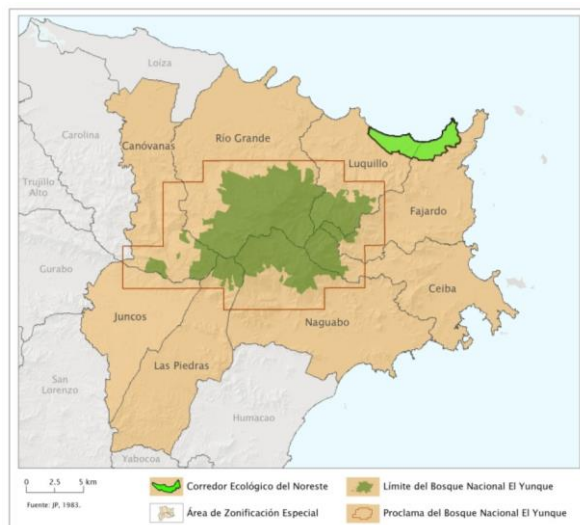 Loíza
Carolina
Canóvanas
Río Grande
Luquillo
Trujillo
Alto
Fajardo
Gurabo
Ceiba
Juncos
Naguabo
Las Piedras
San
Lorenzo
Humacao
Yabocoa
0 2.5 5 km
Fuente: JP, 1983.
Corredor Ecológico del Noreste
Límite del Bosque Nacional El Yunque
Área de Zonificación Especial
Proclama del Bosque Nacional El Yunque